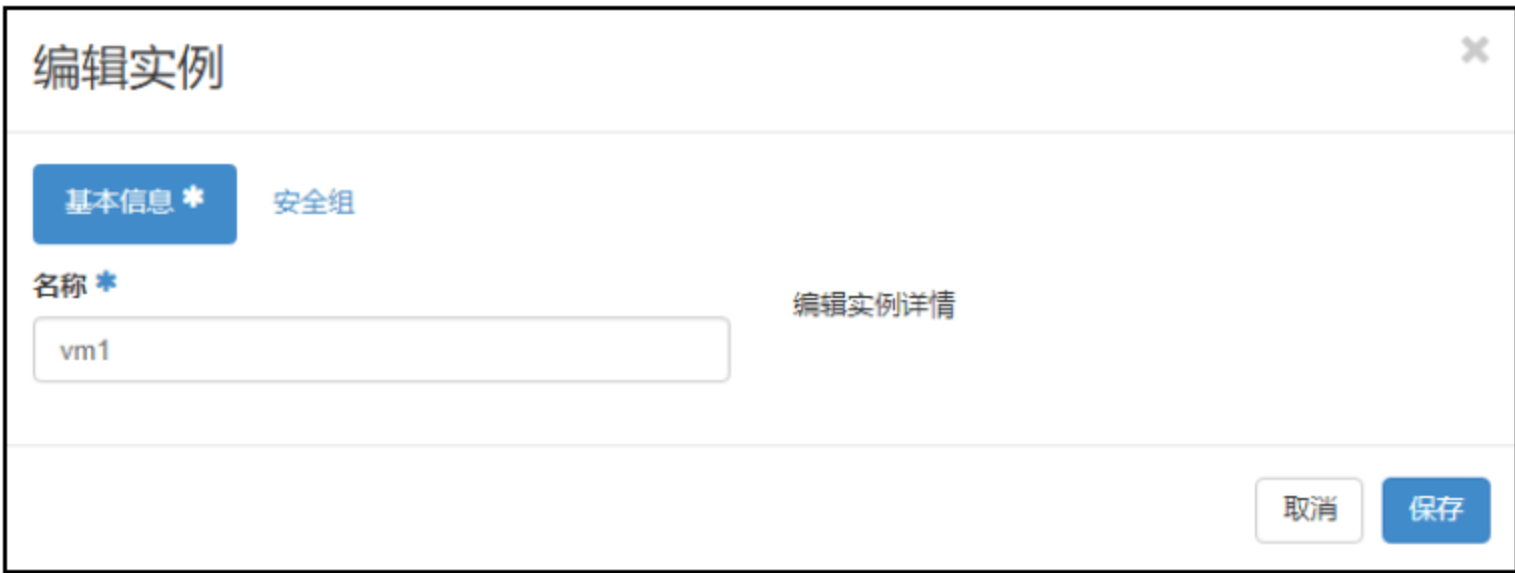 编辑实例
基本信息 * 安全组
名称 *
编辑实例详情
vm1
取消 保存